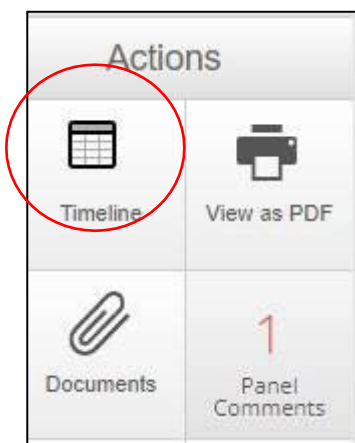 Actions
Timeline View as PDF
Documents 1
Panel
Comments